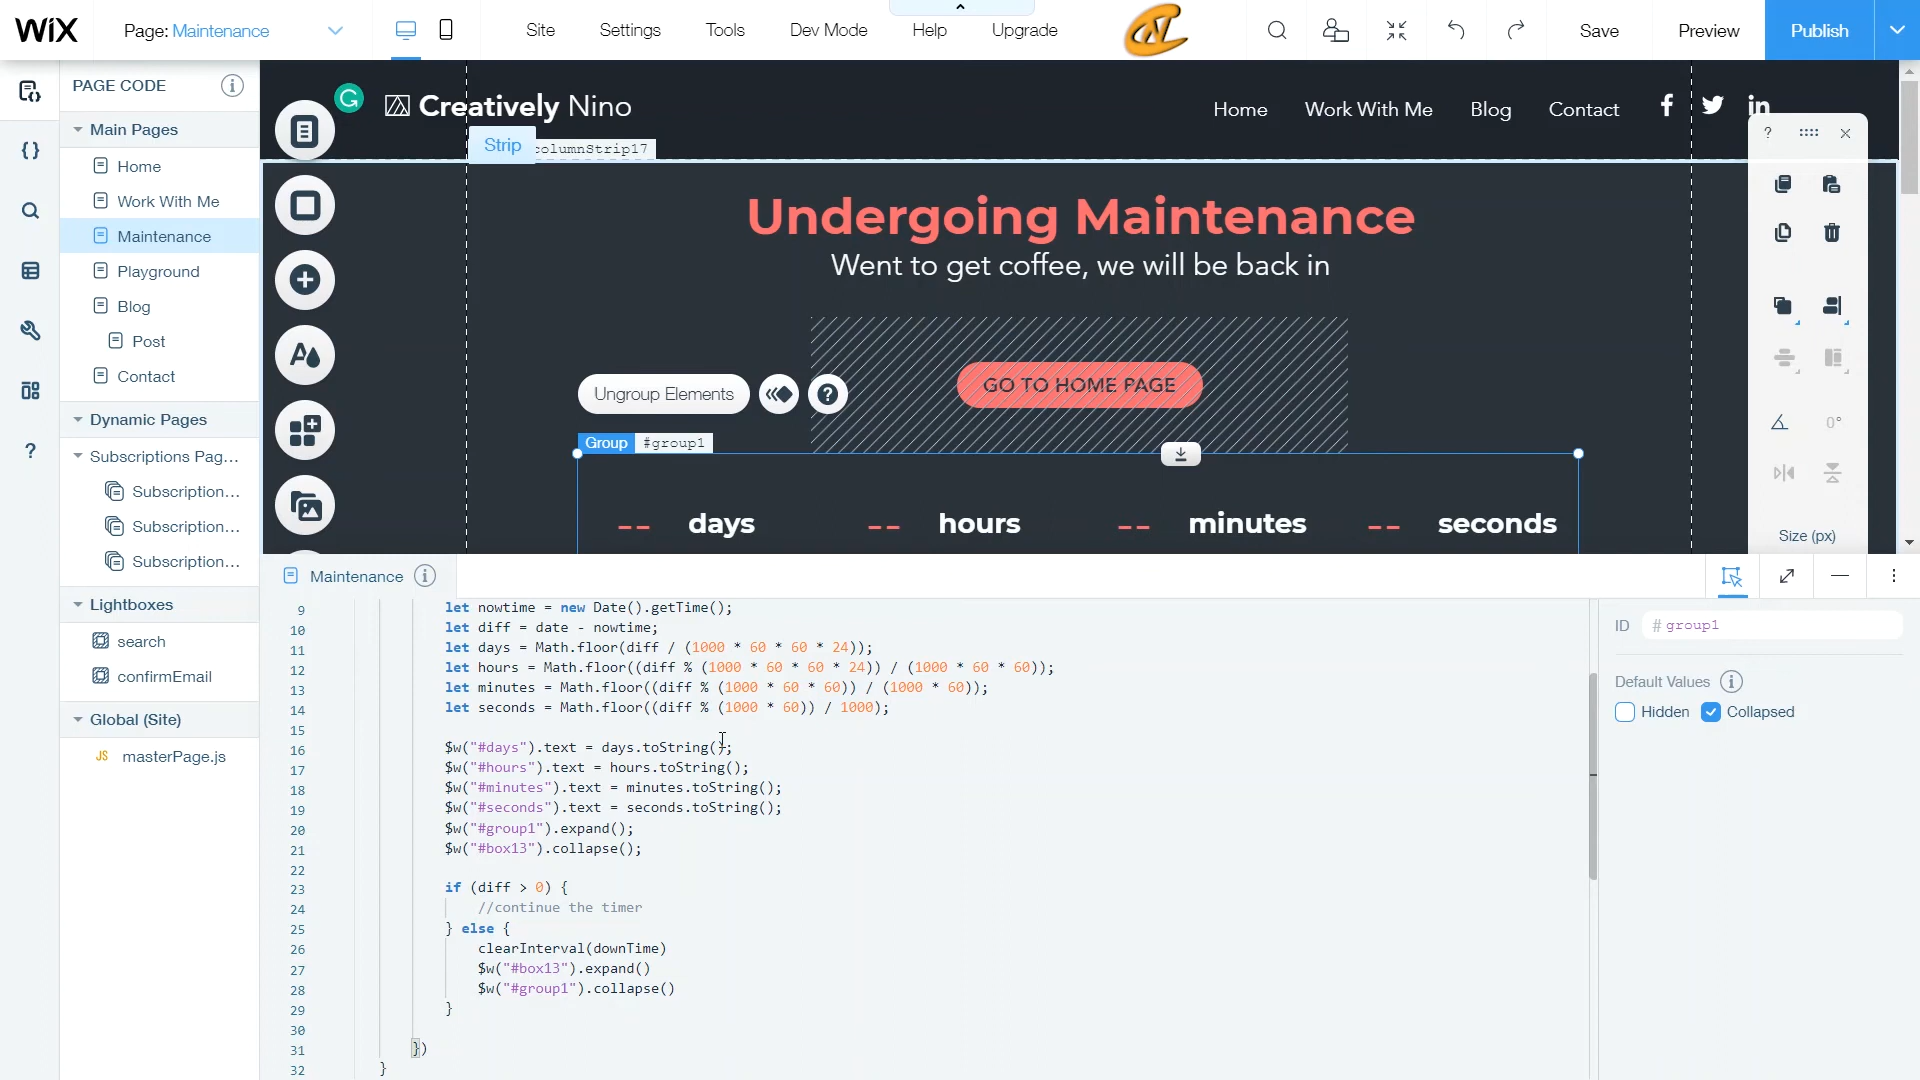 WiX
Page: Maintenance
Site
Settings
Tools
Dev Mode
Help
Upgrade
Save
Preview
Publish
PAGE CODE
Main Pages
Home
Work With Me
Maintenance
Playground
Blog
Post
Contact
Dynamic Pages
Subscriptions Pag...
Subscription...
Subscription...
Subscription...
Lightboxes
search
confirmEmail
Global (Site)
JS masterPage.js
Creatively Nino
Home
Work With Me
Blog
Contact
Strip
columnStrip17
Undergoing Maintenance
Went to get coffee, we will be back in
GO TO HOME PAGE
Ungroup Elements
Group #group1
-- days -- hours -- minutes -- seconds
0°
Size (px)
Maintenance
9 let nowtime = new Date().getTime();
10 let diff = date - nowtime;
11 let days = Math.floor(diff / (1000 * 60 * 60 * 24));
12 let hours = Math.floor((diff % (1000 * 60 * 60 * 24)) / (1000 * 60 * 60));
13 let minutes = Math.floor((diff % (1000 * 60 * 60)) / (1000 * 60));
14 let seconds = Math.floor((diff % (1000 * 60)) / 1000);
15
16 $w("#days").text = days.toString();
17 $w("#hours").text = hours.toString();
18 $w("#minutes").text = minutes.toString();
19 $w("#seconds").text = seconds.toString();
20 $w("#group1").expand();
21 $w("#box13").collapse();
22
23 if (diff > 0) {
24 //continue the timer
25 } else {
26 clearInterval(downTime)
27 $w("#box13").expand()
28 $w("#group1").collapse()
29 }
30
31 })
32 }
ID # group1
Default Values
Hidden
Collapsed